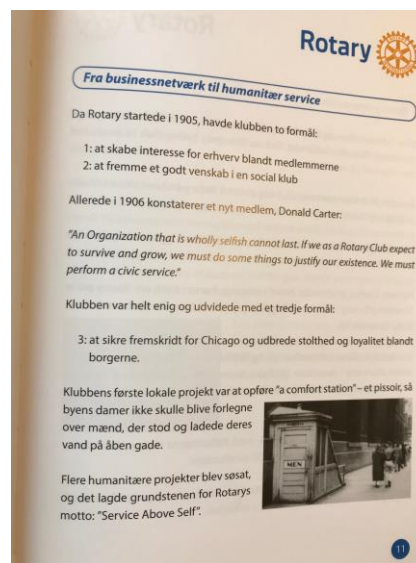 Rotary
Fra businessnetværk til humanitær service
Da Rotary startede i 1905, havde klubben to formål:
1: at skabe interesse for erhverv blandt medlemmerne
2: at fremme et godt venskab i en social klub
Allerede i 1906 konstaterer et nyt medlem, Donald Carter:
"An Organization that is wholly selfish cannot last. If we as a Rotary Club expect
to survive and grow, we must do some things to justify our existence. We must
perform a civic service."
Klubben var helt enig og udvidede med et tredje formål:
3: at sikre fremskridt for Chicago og udbrede stolthed og loyalitet blandt
borgerne.
Klubbens første lokale projekt var at opføre "a comfort station" – et pissoir, så
byens damer ikke skulle blive forlegne
over mænd, der stod og ladede deres
vand på åben gade.
Flere humanitære projekter blev søsat,
og det lagde grundstenen for Rotarys
motto: "Service Above Self".
MEN
11